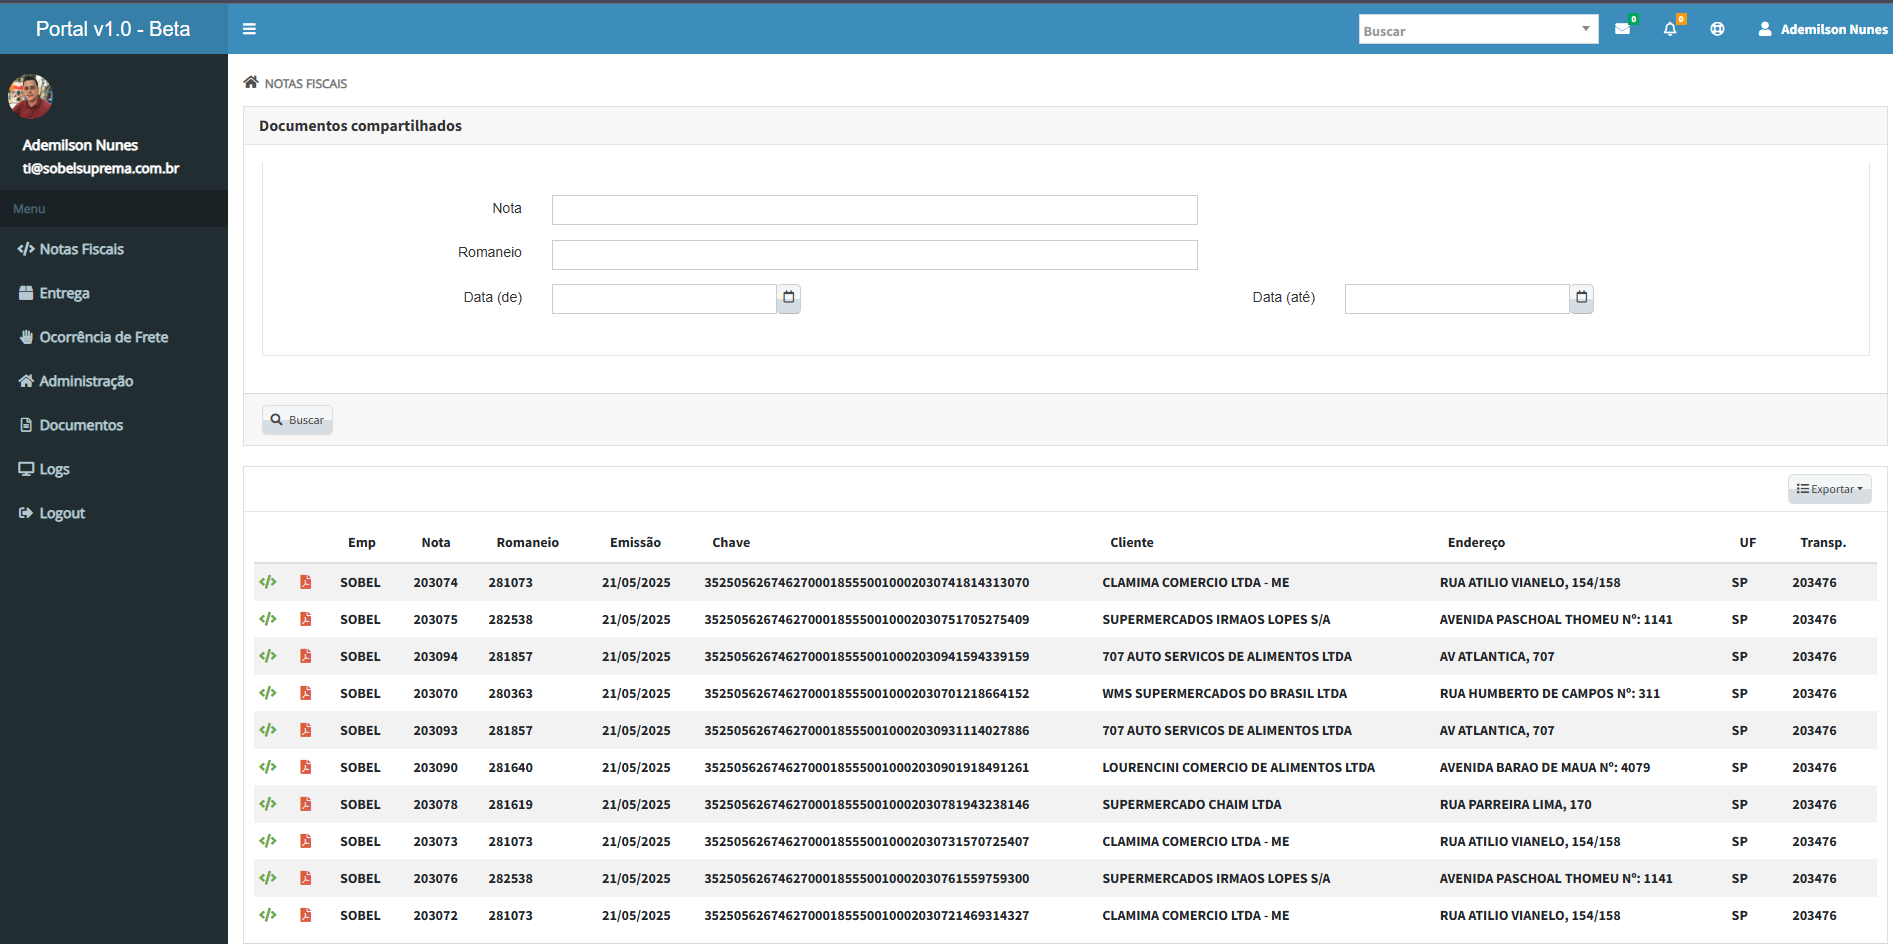 Portal v1.0 - Beta
Buscar
0
0
Ademilson Nunes
Ademilson Nunes
ti@sobelsuprema.com.br
Menu
Notas Fiscais
Entrega
Ocorrência de Frete
Administração
Documentos
Logs
Logout
NOTAS FISCAIS
Documentos compartilhados
Nota
Romaneio
Data (de)
Data (até)
Buscar
Exportar
Emp Nota Romaneio Emissão Chave Cliente Endereço UF Transp.
SOBEL 203074 281073 21/05/2025 35250562674627000185550010002030741814313070 CLAMIMA COMERCIO LTDA - ME RUA ATILIO VIANELO, 154/158 SP 203476
SOBEL 203075 282538 21/05/2025 35250562674627000185550010002030751705275409 SUPERMERCADOS IRMAOS LOPES S/A AVENIDA PASCHOAL THOMEU Nº: 1141 SP 203476
SOBEL 203094 281857 21/05/2025 35250562674627000185550010002030941594339159 707 AUTO SERVICOS DE ALIMENTOS LTDA AV ATLANTICA, 707 SP 203476
SOBEL 203070 280363 21/05/2025 35250562674627000185550010002030701218664152 WMS SUPERMERCADOS DO BRASIL LTDA RUA HUMBERTO DE CAMPOS Nº: 311 SP 203476
SOBEL 203093 281857 21/05/2025 35250562674627000185550010002030931114027886 707 AUTO SERVICOS DE ALIMENTOS LTDA AV ATLANTICA, 707 SP 203476
SOBEL 203090 281640 21/05/2025 35250562674627000185550010002030901918491261 LOURENCINI COMERCIO DE ALIMENTOS LTDA AVENIDA BARAO DE MAUA Nº: 4079 SP 203476
SOBEL 203078 281619 21/05/2025 35250562674627000185550010002030781943238146 SUPERMERCADO CHAIM LTDA RUA PARREIRA LIMA, 170 SP 203476
SOBEL 203073 281073 21/05/2025 35250562674627000185550010002030731570725407 CLAMIMA COMERCIO LTDA - ME RUA ATILIO VIANELO, 154/158 SP 203476
SOBEL 203076 282538 21/05/2025 35250562674627000185550010002030761559759300 SUPERMERCADOS IRMAOS LOPES S/A AVENIDA PASCHOAL THOMEU Nº: 1141 SP 203476
SOBEL 203072 281073 21/05/2025 35250562674627000185550010002030721469314327 CLAMIMA COMERCIO LTDA - ME RUA ATILIO VIANELO, 154/158 SP 203476